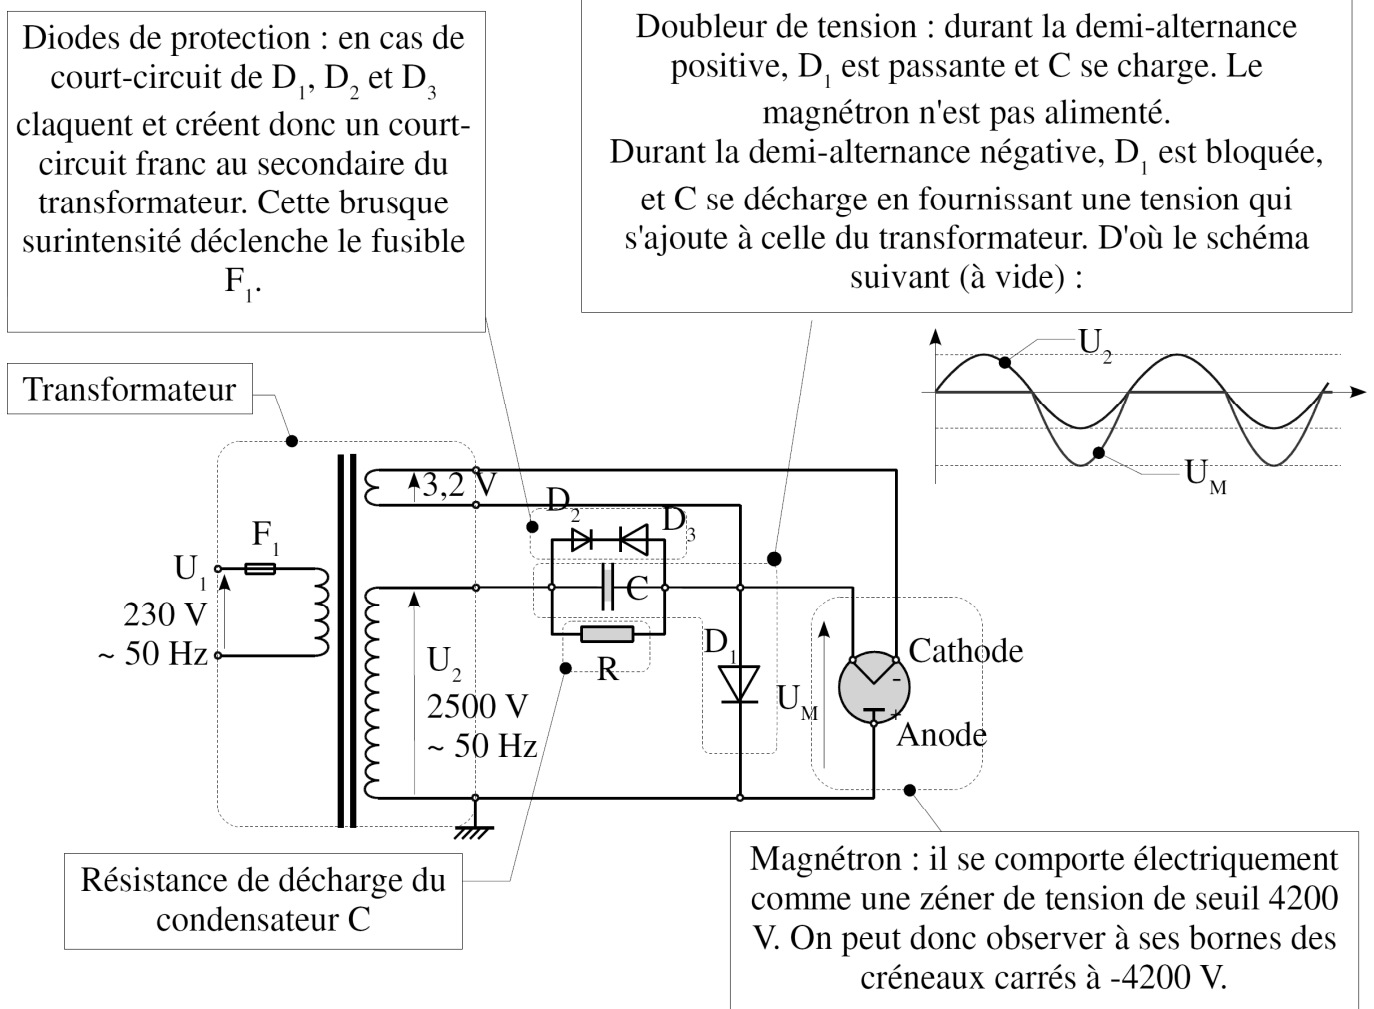 Diodes de protection : en cas de
court-circuit de D1, D2 et D3
claquent et créent donc un court-
circuit franc au secondaire du
transformateur. Cette brusque
surintensité déclenche le fusible
F1.
Doubleur de tension : durant la demi-alternance
positive, D1 est passante et C se charge. Le
magnétron n'est pas alimenté.
Durant la demi-alternance négative, D1 est bloquée,
et C se décharge en fournissant une tension qui
s'ajoute à celle du transformateur. D'où le schéma
suivant (à vide) :
U2
UM
Transformateur
3,2 V
D2
D3
F1
U1
230 V
~ 50 Hz
C
R
D1
U2
2500 V
~ 50 Hz
UM
Cathode
-
+
Anode
Résistance de décharge du
condensateur C
Magnétron : il se comporte électriquement
comme une zéner de tension de seuil 4200
V. On peut donc observer à ses bornes des
créneaux carrés à -4200 V.